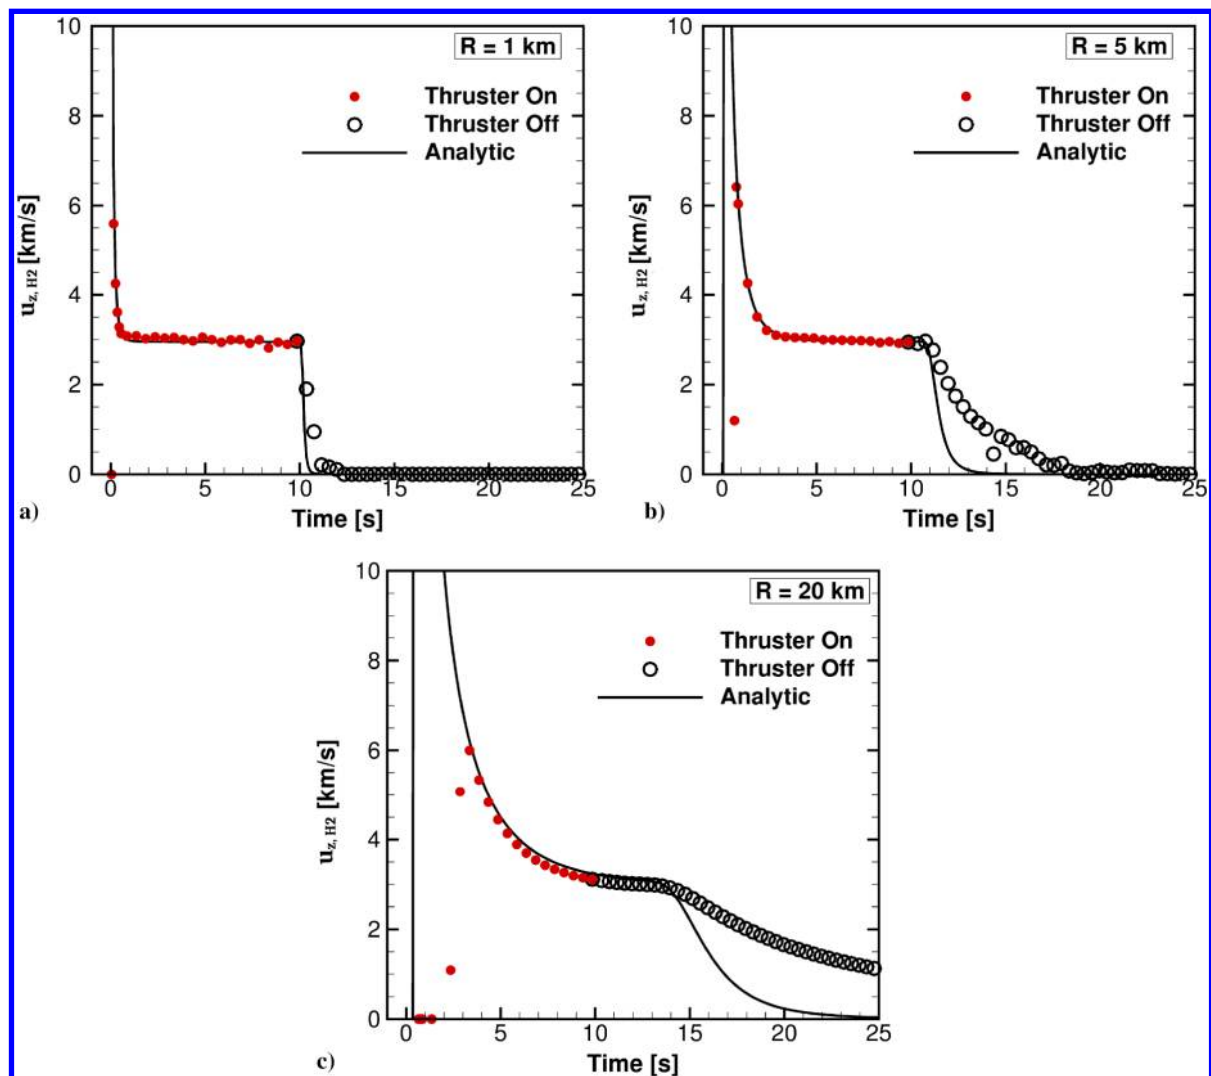 10
8
6
4
2
0
u_z, H2 [km/s]
R = 1 km
Thruster On
Thruster Off
Analytic
0 5 10 15 20 25
Time [s]
a)
10
8
6
4
2
0
u_z, H2 [km/s]
R = 5 km
Thruster On
Thruster Off
Analytic
0 5 10 15 20 25
Time [s]
b)
10
8
6
4
2
0
u_z, H2 [km/s]
R = 20 km
Thruster On
Thruster Off
Analytic
0 5 10 15 20 25
Time [s]
c)